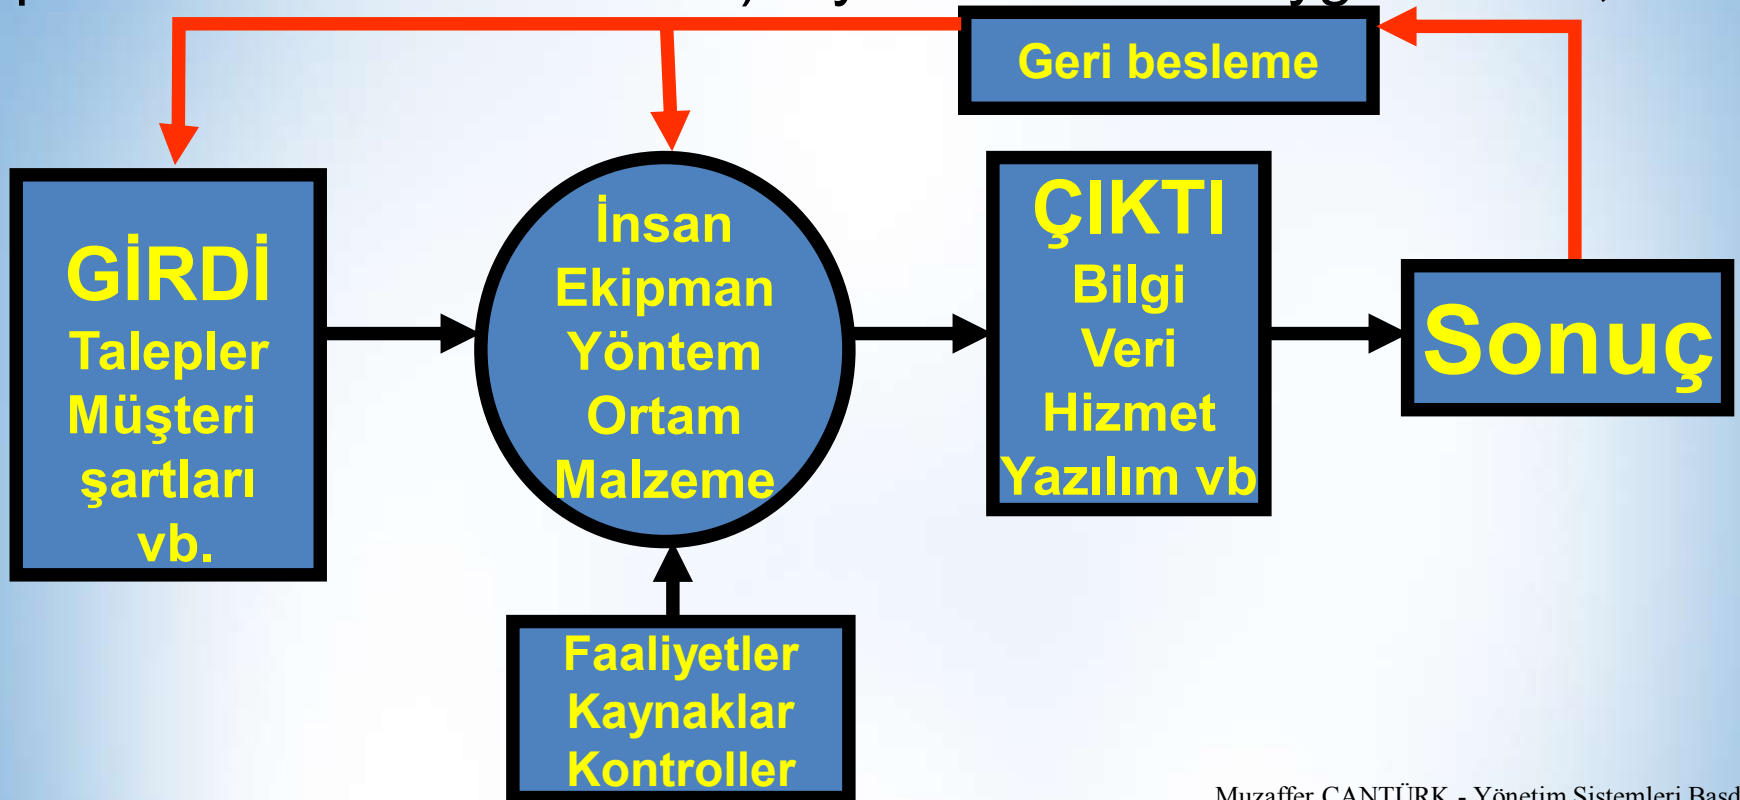 Geri besleme
GİRDİ
Talepler
Müşteri
şartları
vb.
İnsan
Ekipman
Yöntem
Ortam
Malzeme
ÇIKTI
Bilgi
Veri
Hizmet
Yazılım vb
Sonuç
Faaliyetler
Kaynaklar
Kontroller
Muzaffer CANTÜRK - Yönetim Sistemleri Başd